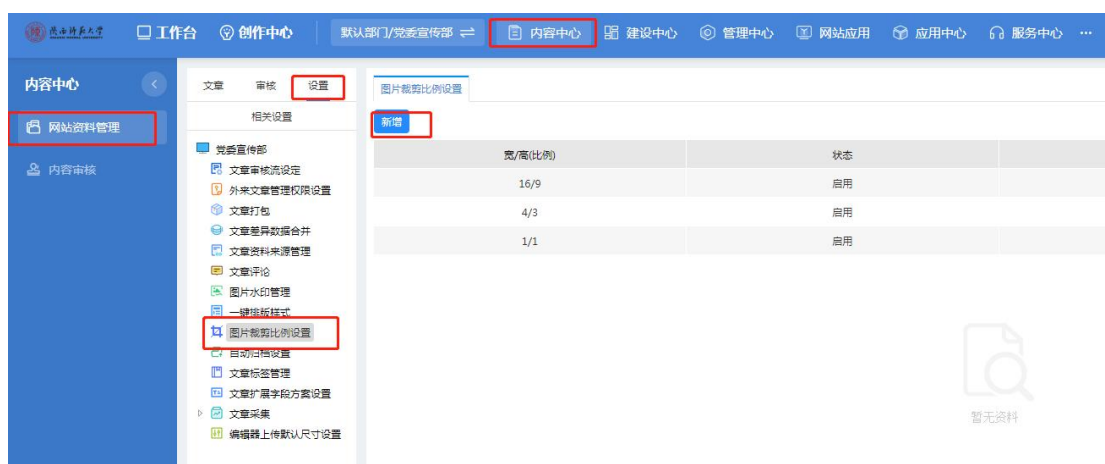 工作台 创作中心 默认部门/党委宣传部 内容中心 建设中心 管理中心 网站应用 应用中心 服务中心 ...
内容中心
网站资料管理
内容审核
文章 审核 设置
相关设置
党委宣传部
文章审核流设定
外来文章管理权限设置
文章打包
文章差异数据合并
文章资料来源管理
文章评论
图片水印管理
一键排版样式
图片裁剪比例设置
自动归档设置
文章标签管理
文章扩展字段方案设置
文章采集
编辑器上传默认尺寸设置
图片裁剪比例设置
新增
宽/高(比例) 状态
16/9 启用
4/3 启用
1/1 启用
暂无资料